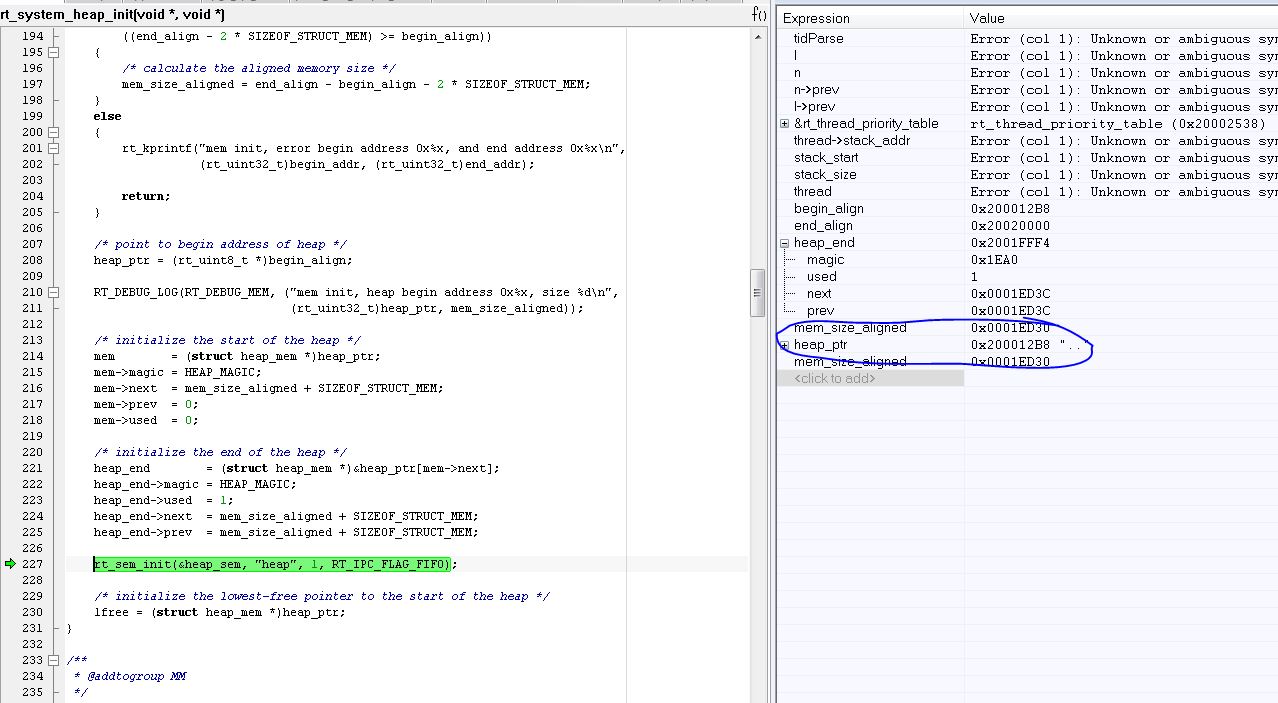 rt_system_heap_init(void *, void *)
f()
194 ((end_align - 2 * SIZEOF_STRUCT_MEM) >= begin_align))
195 {
196 /* calculate the aligned memory size */
197 mem_size_aligned = end_align - begin_align - 2 * SIZEOF_STRUCT_MEM;
198 }
199 else
200 {
201 rt_kprintf("mem init, error begin address 0x%x, and end address 0x%x\n",
202 (rt_uint32_t)begin_addr, (rt_uint32_t)end_addr);
203
204 return;
205 }
206
207 /* point to begin address of heap */
208 heap_ptr = (rt_uint8_t *)begin_align;
209
210 RT_DEBUG_LOG(RT_DEBUG_MEM, ("mem init, heap begin address 0x%x, size %d\n",
211 (rt_uint32_t)heap_ptr, mem_size_aligned));
212
213 /* initialize the start of the heap */
214 mem = (struct heap_mem *)heap_ptr;
215 mem->magic = HEAP_MAGIC;
216 mem->next = mem_size_aligned + SIZEOF_STRUCT_MEM;
217 mem->prev = 0;
218 mem->used = 0;
219
220 /* initialize the end of the heap */
221 heap_end = (struct heap_mem *)&heap_ptr[mem->next];
222 heap_end->magic = HEAP_MAGIC;
223 heap_end->used = 1;
224 heap_end->next = mem_size_aligned + SIZEOF_STRUCT_MEM;
225 heap_end->prev = mem_size_aligned + SIZEOF_STRUCT_MEM;
226
227 rt_sem_init(&heap_sem, "heap", 1, RT_IPC_FLAG_FIFO);
228
229 /* initialize the lowest-free pointer to the start of the heap */
230 lfree = (struct heap_mem *)heap_ptr;
231 }
232
233 /**
234 * @addtogroup MM
235 */
Expression Value
tidParse Error (col 1): Unknown or ambiguous sy
l Error (col 1): Unknown or ambiguous sy
n Error (col 1): Unknown or ambiguous sy
n->prev Error (col 1): Unknown or ambiguous sy
l->prev Error (col 1): Unknown or ambiguous sy
&rt_thread_priority_table rt_thread_priority_table (0x20002538)
thread->stack_addr Error (col 1): Unknown or ambiguous sy
stack_start Error (col 1): Unknown or ambiguous sy
stack_size Error (col 1): Unknown or ambiguous sy
thread Error (col 1): Unknown or ambiguous sy
begin_align 0x200012B8
end_align 0x20020000
heap_end 0x2001FFF4
magic 0x1EA0
used 1
next 0x0001ED3C
prev 0x0001ED3C
mem_size_aligned 0x0001ED30
heap_ptr 0x200012B8 ".."
mem_size_aligned 0x0001ED30
<click to add>